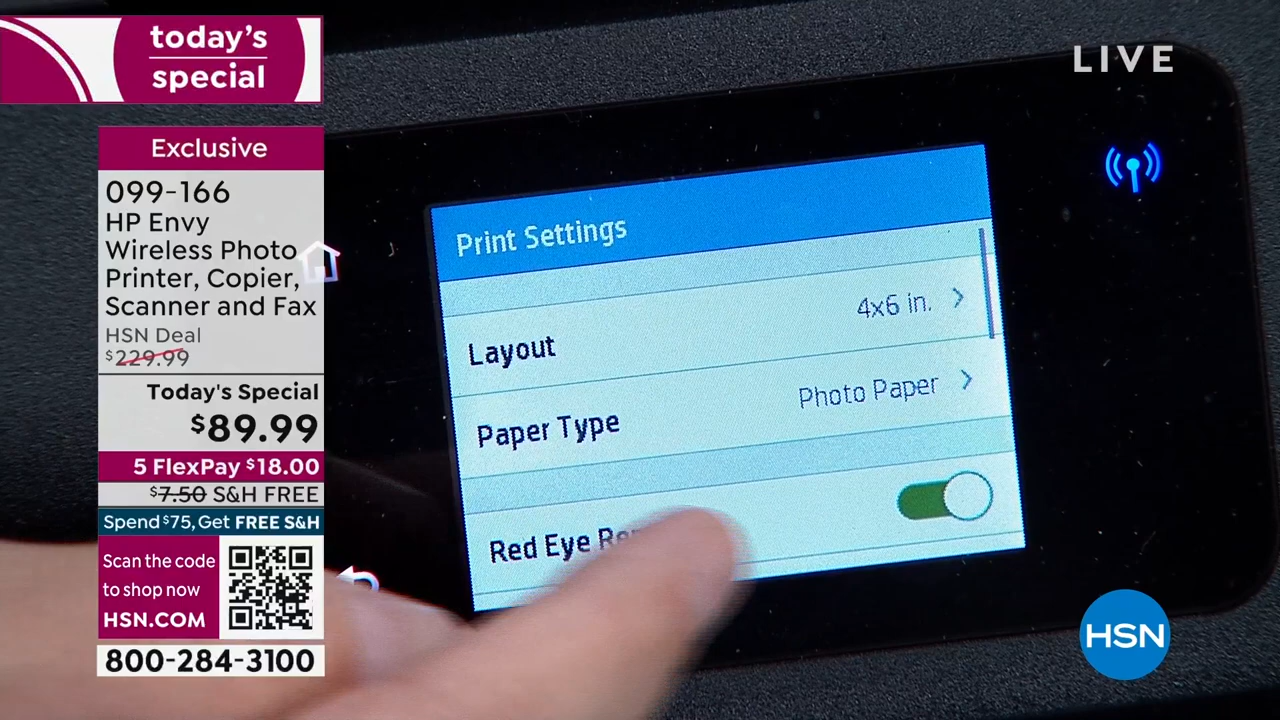 today's
special
Exclusive
099-166
HP Envy
Wireless Photo
Printer, Copier,
Scanner and Fax
HSN Deal
$229.99
Today's Special
$89.99
5 FlexPay $18.00
$7.50 S&H FREE
Spend $75, Get FREE S&H
Scan the code
to shop now
HSN.COM
800-284-3100
LIVE
Print Settings
Layout 4x6 in.
Paper Type Photo Paper
Red Eye
HSN